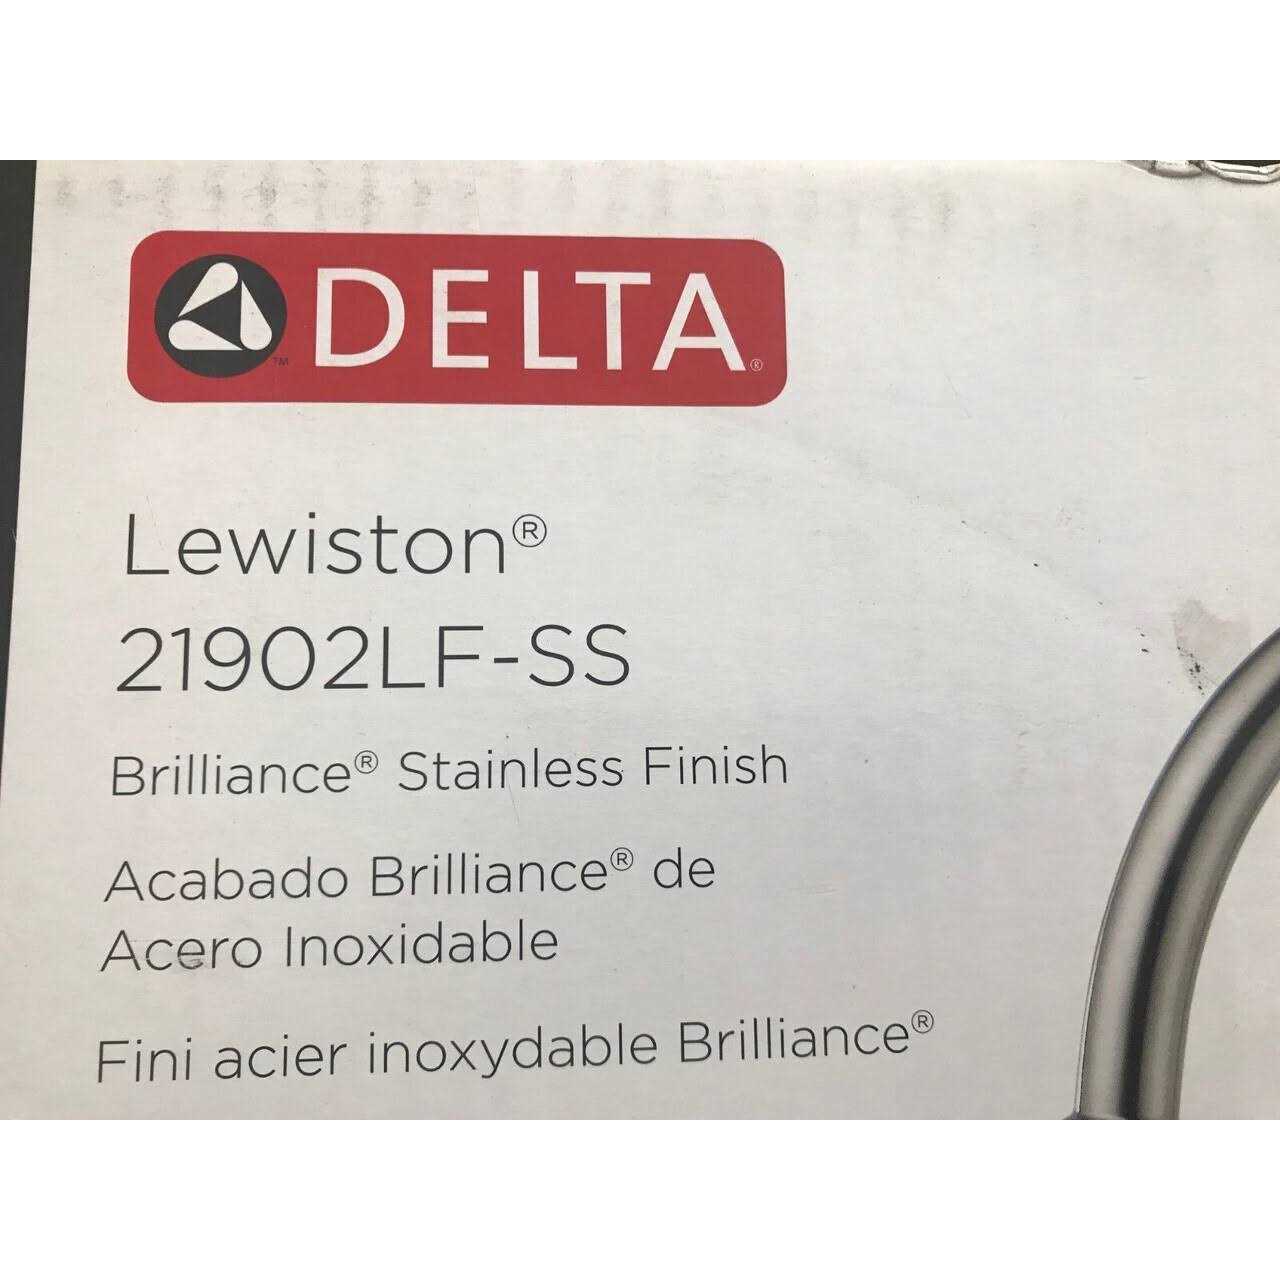 DELTA®
Lewiston®
21902LF-SS
Brilliance® Stainless Finish
Acabado Brilliance® de
Acero Inoxidable
Fini acier inoxydable Brilliance®